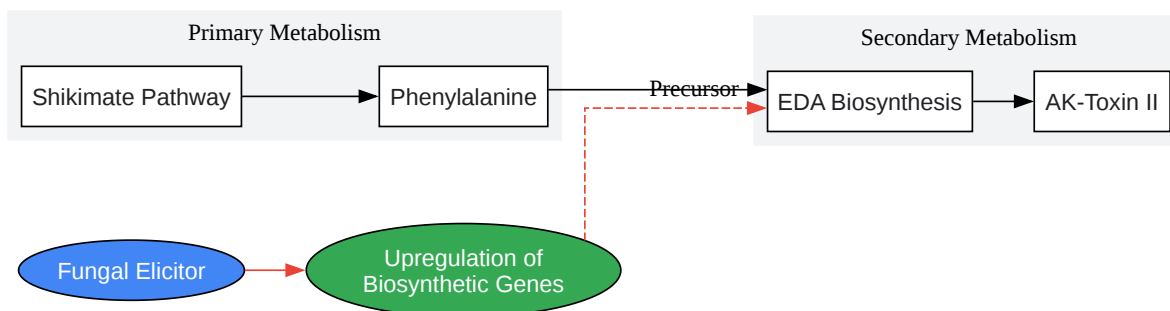 Primary Metabolism
Secondary Metabolism
Shikimate Pathway
Phenylalanine
Precursor
EDA Biosynthesis
AK-Toxin II
Fungal Elicitor
Upregulation of
Biosynthetic Genes